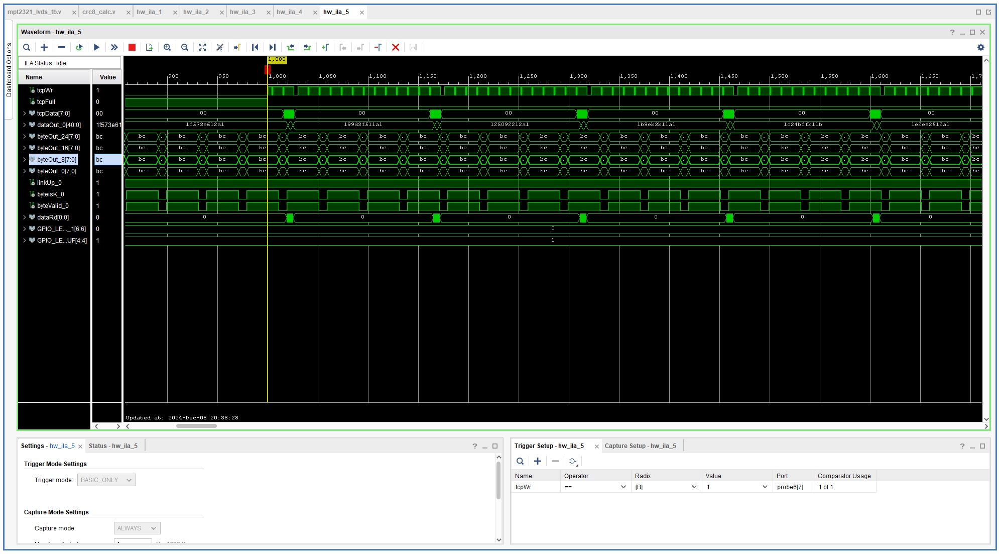 mpt2321_lvds_tb.v crc8_calc.v hw_ila_1 hw_ila_2 hw_ila_3 hw_ila_4 hw_ila_5
Dashboard Options
Waveform - hw_ila_5
ILA Status: Idle
1,000
Name Value
900 950 1,000 1,050 1,100 1,150 1,200 1,250 1,300 1,350 1,400 1,450 1,500 1,550 1,600 1,650 1,7
tcpWr 1
tcpFull 0
tcpData[7:0] 00 00 00 00 00 00 00
dataOut_0[40:0] 1f573e61 1f573e612a1 199d3f511a1 125092212a1 1b9eb3b11a1 1c24bffb11b 1e2ee2512a1
byteOut_24[7:0] bc bc bc bc bc bc bc bc bc bc bc bc bc bc bc bc bc bc bc bc bc bc bc
byteOut_16[7:0] bc bc bc bc bc bc bc bc bc bc bc bc bc bc bc bc bc bc bc bc bc bc bc
byteOut_8[7:0] bc bc bc bc bc bc bc bc bc bc bc bc bc bc bc bc bc bc bc bc bc bc bc
byteOut_0[7:0] bc bc bc bc bc bc bc bc bc bc bc bc bc bc bc bc bc bc bc bc bc bc bc
linkUp_0 1
byteisK_0 1
byteValid_0 1
dataRd[0:0] 0 0 0 0 0 0 0
GPIO_LE..._1[6:6] 0 0
GPIO_LE...UF[4:4] 1 1
Updated at: 2024-Dec-08 20:38:28
Settings - hw_ila_5 Status - hw_ila_5
Trigger Mode Settings
Trigger mode: BASIC_ONLY
Capture Mode Settings
Capture mode: ALWAYS
Trigger Setup - hw_ila_5 Capture Setup - hw_ila_5
Name Operator Radix Value Port Comparator Usage
tcpWr == [B] 1 probe6[7] 1 of 1